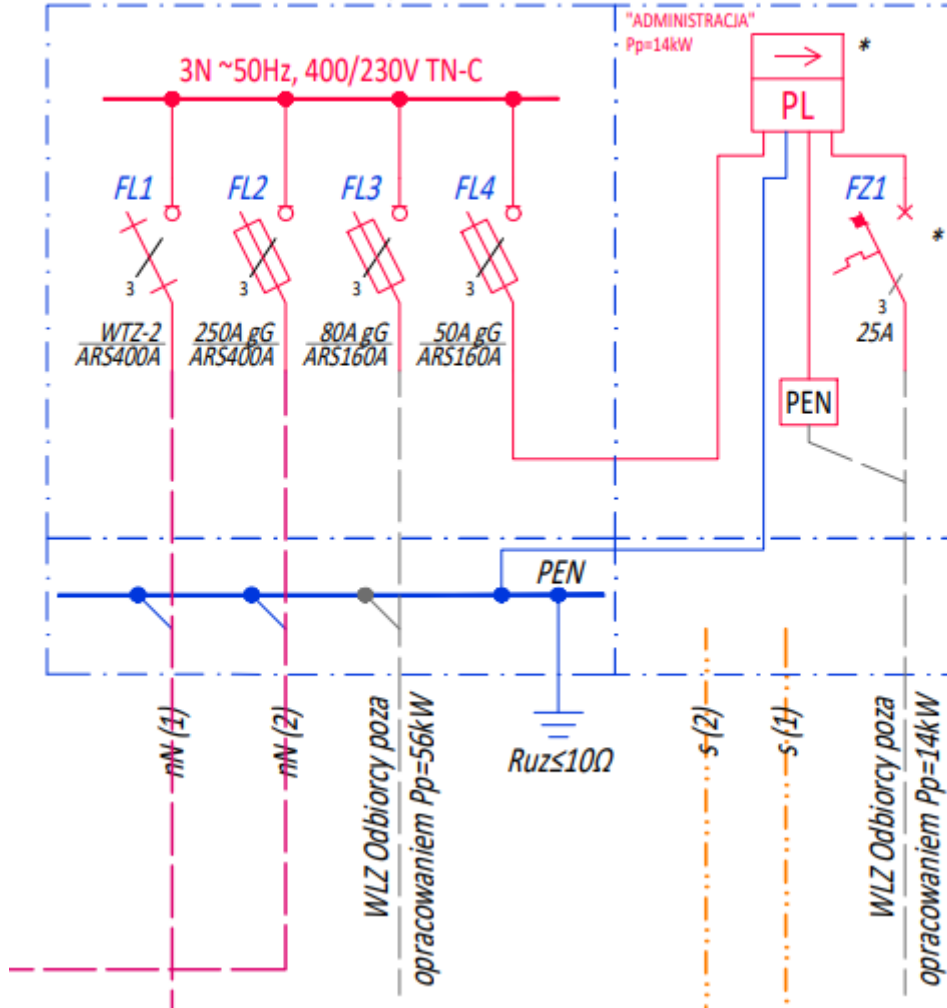 "ADMINISTRACJA"
Pp=14kW
*
3N ~50Hz, 400/230V TN-C
PL
FL1
FL2
FL3
FL4
FZ1
*
3
3
3
3
3
WTZ-2
ARS400A
250A gG
ARS400A
80A gG
ARS160A
50A gG
ARS160A
25A
PEN
PEN
nN (1)
nN (2)
WLZ Odbiorcy poza
opracowaniem Pp=56kW
Ruz≤10Ω
s (2)
s (1)
WLZ Odbiorcy poza
opracowaniem Pp=14kW